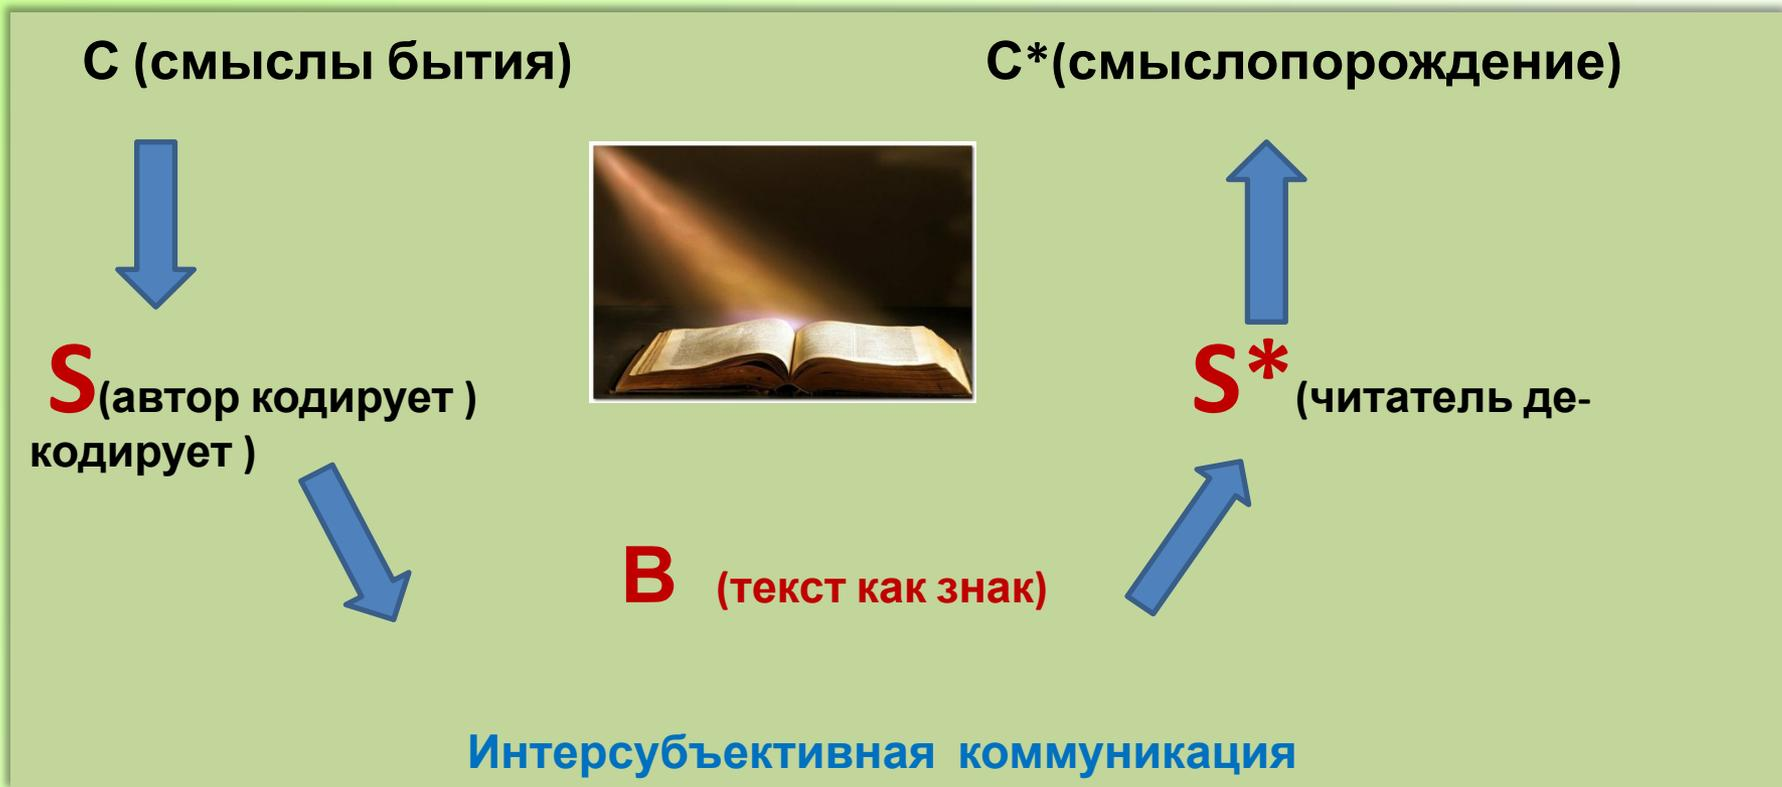 С (смыслы бытия) С*(смыслопорождение)
S(автор кодирует ) S*(читатель де-
кодирует )
В (текст как знак)
Интерсубъективная коммуникация